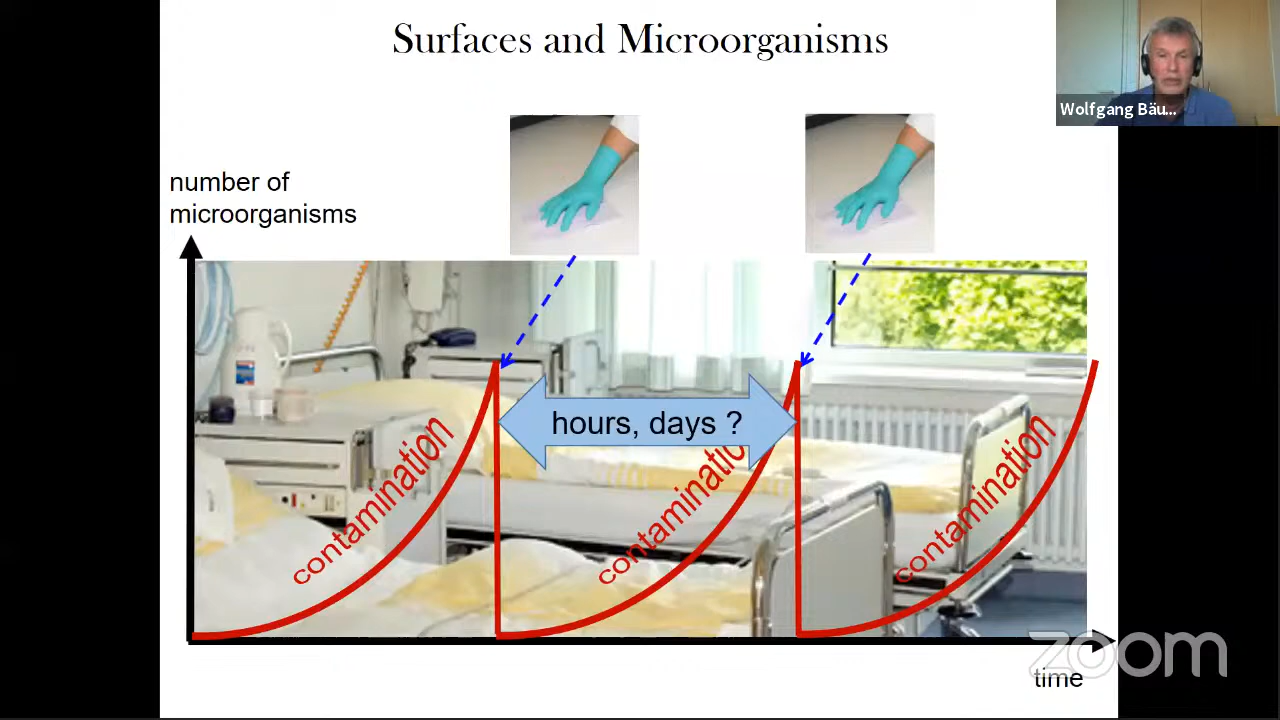 Surfaces and Microorganisms
Wolfgang Bäu...
number of
microorganisms
hours, days ?
contamination
contamination
contamination
zoom
time